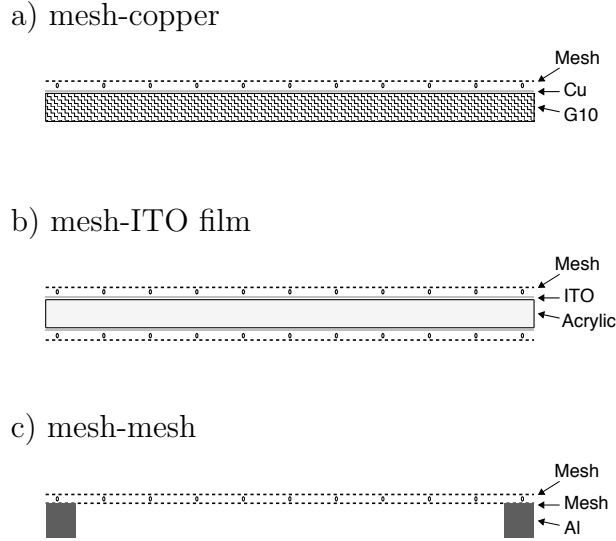 a) mesh-copper
Mesh
Cu
G10
b) mesh-ITO film
Mesh
ITO
Acrylic
c) mesh-mesh
Mesh
Mesh
Al